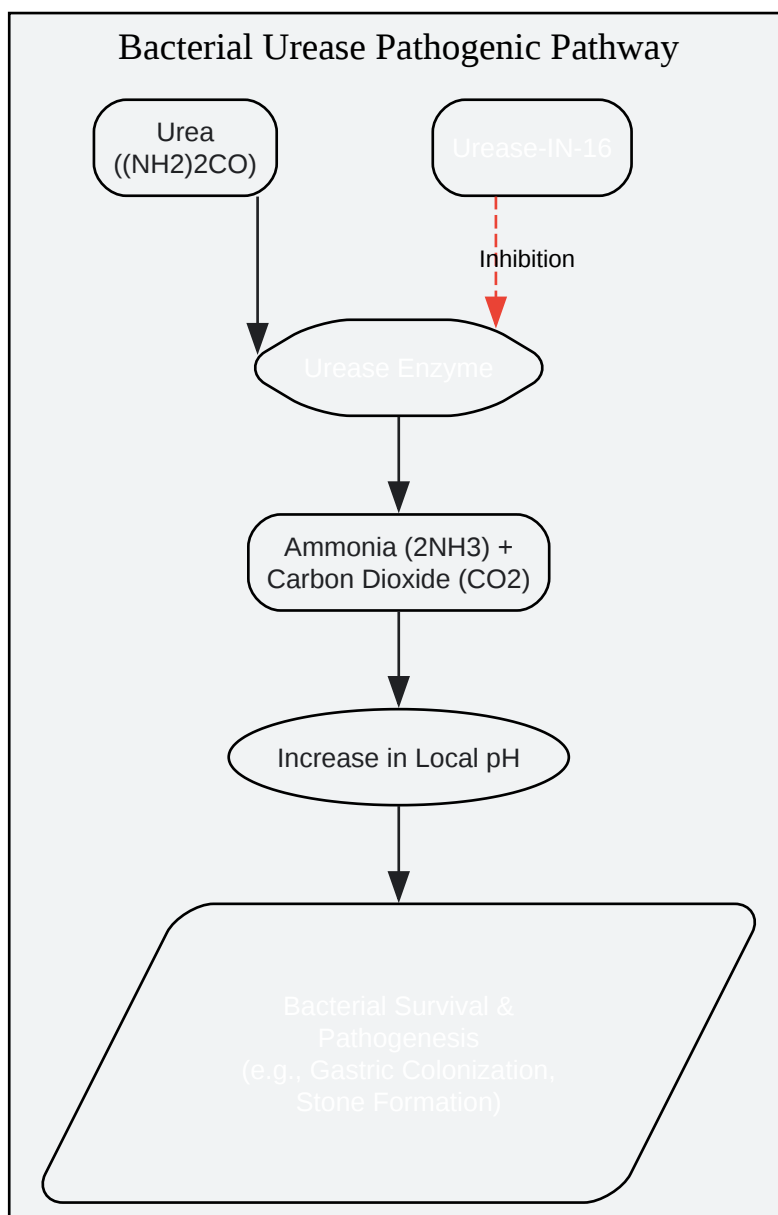 Bacterial Urease Pathogenic Pathway
Urea
((NH2)2CO)
Urease-IN-16
Inhibition
Urease Enzyme
Ammonia (2NH3) +
Carbon Dioxide (CO2)
Increase in Local pH
Bacterial Survival &
Pathogenesis
(e.g., Gastric Colonization,
Stone Formation)